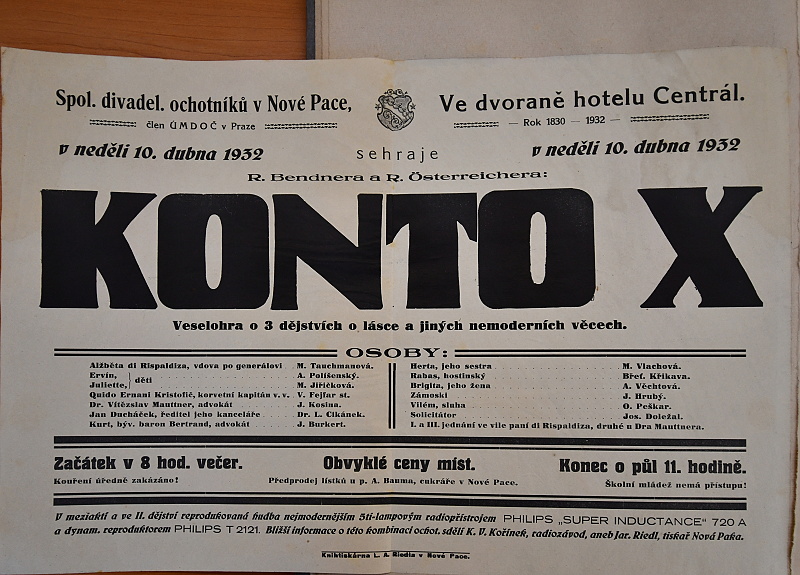 Spol. divadel. ochotníků v Nové Pace,
člen ÚMDOČ v Praze
Ve dvoraně hotelu Centrál.
— Rok 1830 — 1932 —
v neděli 10. dubna 1932
sehraje
v neděli 10. dubna 1932
R. Bendnera a R. Österreichera:
KONTO X
Veselohra o 3 dějstvích o lásce a jiných nemoderních věcech.
OSOBY:
Alžběta di Rispaldiza, vdova po generálovi M. Tauchmanová.
Ervín, A. Polišenský.
děti
Juliette, M. Jiřičková.
Quido Ernani Kristofič, korvetní kapitán v. v. V. Fejfar st.
Dr. Vítězslav Mauttner, advokát J. Kosina.
Jan Ducháček, ředitel jeho kanceláře Dr. L. Cikánek.
Kurt, býv. baron Bertrand, advokát J. Burkert.
Herta, jeho sestra M. Vlachová.
Rabas, hostinský Břet. Křikava.
Brigita, jeho žena A. Věchtová.
Zámoski J. Hrubý.
Vilém, sluha O. Peškar.
Solicitátor Jos. Doležal.
I. a III. jednání ve vile paní di Rispaldiza, druhé u Dra Mauttnera.
Začátek v 8 hod. večer.
Obvyklé ceny míst.
Konec o půl 11. hodině.
Kouření úředně zakázáno!
Předprodej lístků u p. A. Bauma, cukráře v Nové Pace.
Školní mládež nemá přístupu!
V meziaktí a ve II. dějství reprodukovaná hudba nejmodernějším 5ti-lampovým radiopřístrojem PHILIPS „SUPER INDUCTANCE" 720 A
a dynam. reproduktorem PHILIPS T 2121. Bližší informace o této kombinaci ochot. sdělí K. V. Kořínek, radiozávod, aneb Jar. Riedl, tiskař Nová Paka.
Knihtiskárna L. A. Riedla v Nové Pace.